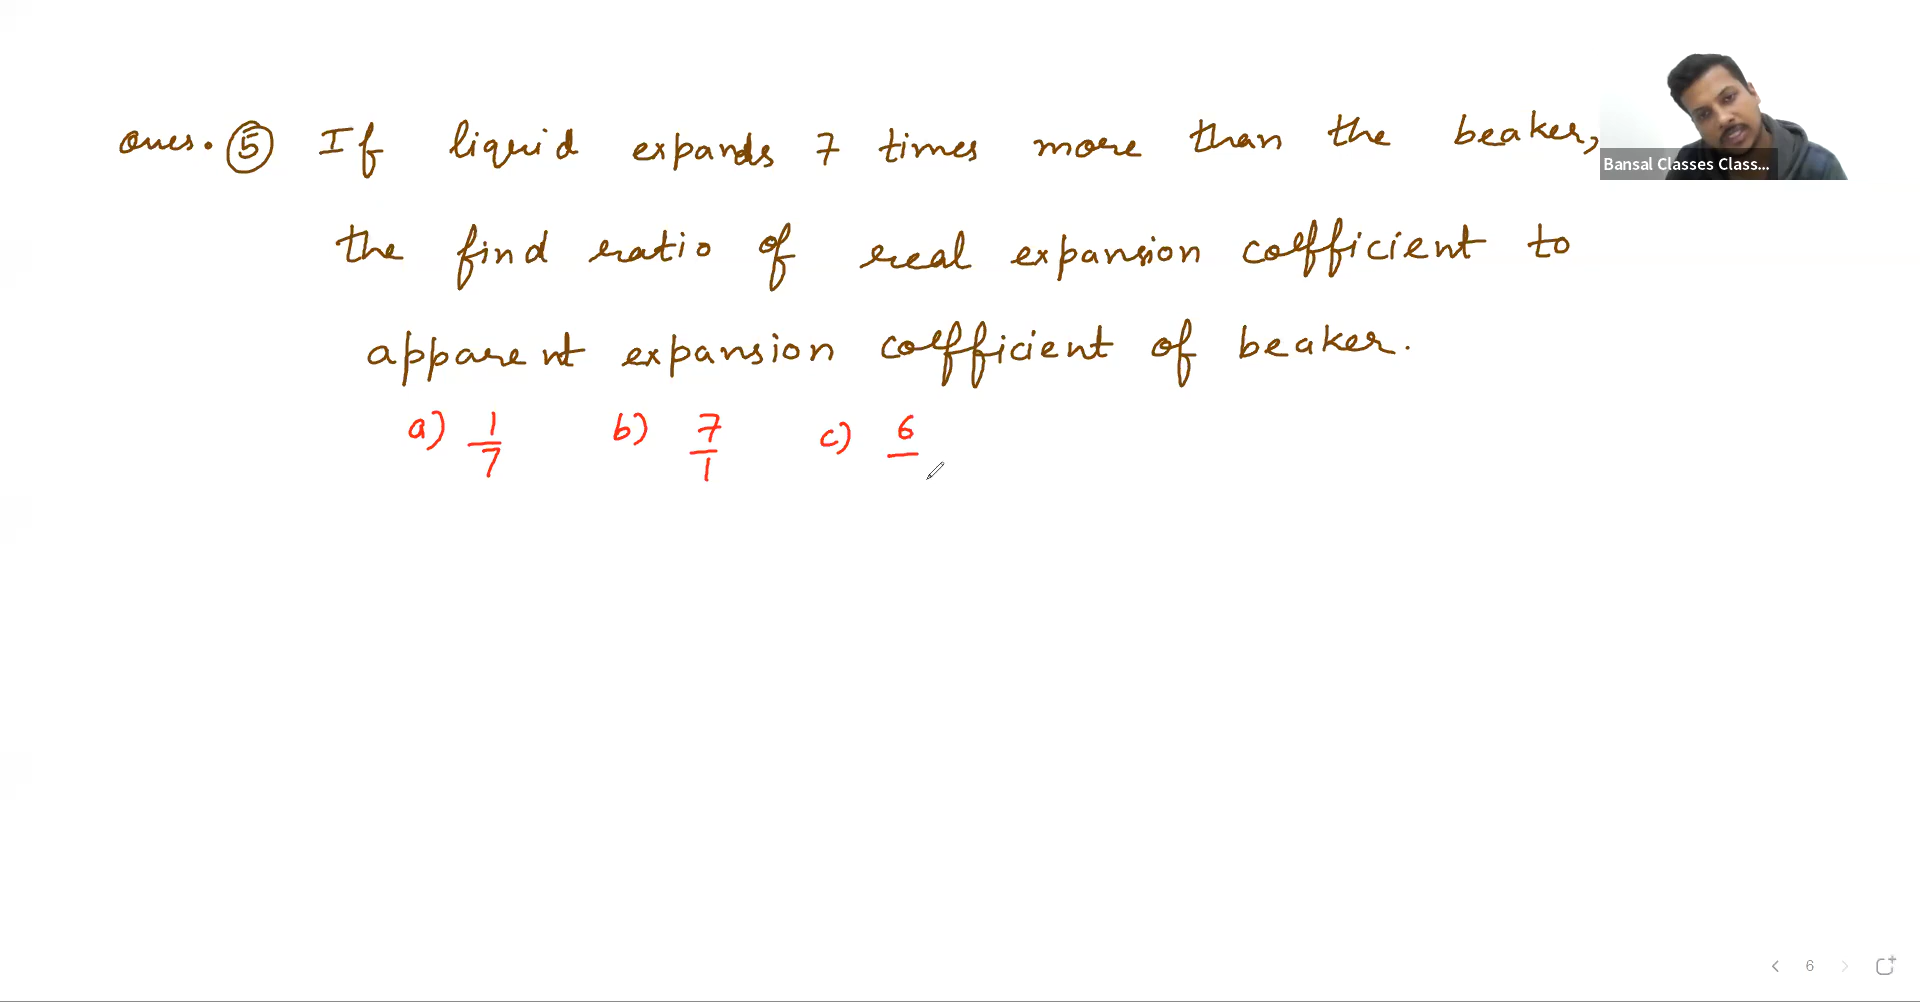 Ques. 5 If liquid expands 7 times more than the beaker,
Bansal Classes Class...
the find ratio of real expansion coefficient to
apparent expansion coefficient of beaker.
a) 1/7 b) 7/1 c) 6/
6